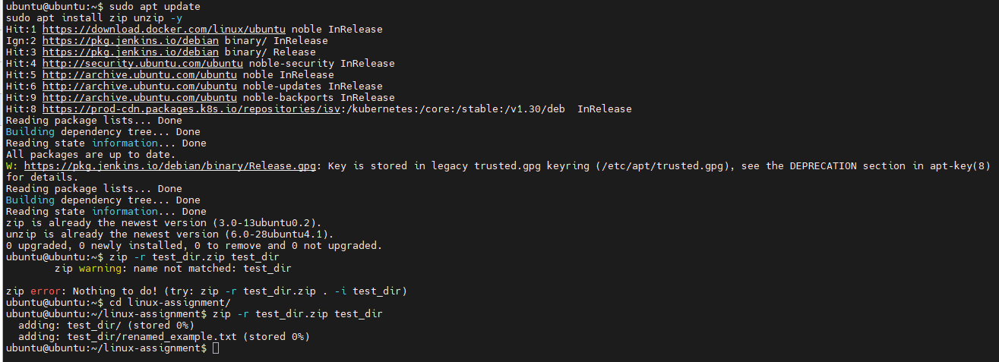 ubuntu@ubuntu:~$ sudo apt update
sudo apt install zip unzip -y
Hit:1 https://download.docker.com/linux/ubuntu noble InRelease
Ign:2 https://pkg.jenkins.io/debian binary/ InRelease
Hit:3 https://pkg.jenkins.io/debian binary/ Release
Hit:4 http://security.ubuntu.com/ubuntu noble-security InRelease
Hit:5 http://archive.ubuntu.com/ubuntu noble InRelease
Hit:6 http://archive.ubuntu.com/ubuntu noble-updates InRelease
Hit:9 http://archive.ubuntu.com/ubuntu noble-backports InRelease
Hit:8 https://prod-cdn.packages.k8s.io/repositories/isv:/kubernetes:/core:/stable:/v1.30/deb  InRelease
Reading package lists... Done
Building dependency tree... Done
Reading state information... Done
All packages are up to date.
W: https://pkg.jenkins.io/debian/binary/Release.gpg: Key is stored in legacy trusted.gpg keyring (/etc/apt/trusted.gpg), see the DEPRECATION section in apt-key(8)
for details.
Reading package lists... Done
Building dependency tree... Done
Reading state information... Done
zip is already the newest version (3.0-13ubuntu0.2).
unzip is already the newest version (6.0-28ubuntu4.1).
0 upgraded, 0 newly installed, 0 to remove and 0 not upgraded.
ubuntu@ubuntu:~$ zip -r test_dir.zip test_dir
        zip warning: name not matched: test_dir

zip error: Nothing to do! (try: zip -r test_dir.zip . -i test_dir)
ubuntu@ubuntu:~$ cd linux-assignment/
ubuntu@ubuntu:~/linux-assignment$ zip -r test_dir.zip test_dir
  adding: test_dir/ (stored 0%)
  adding: test_dir/renamed_example.txt (stored 0%)
ubuntu@ubuntu:~/linux-assignment$